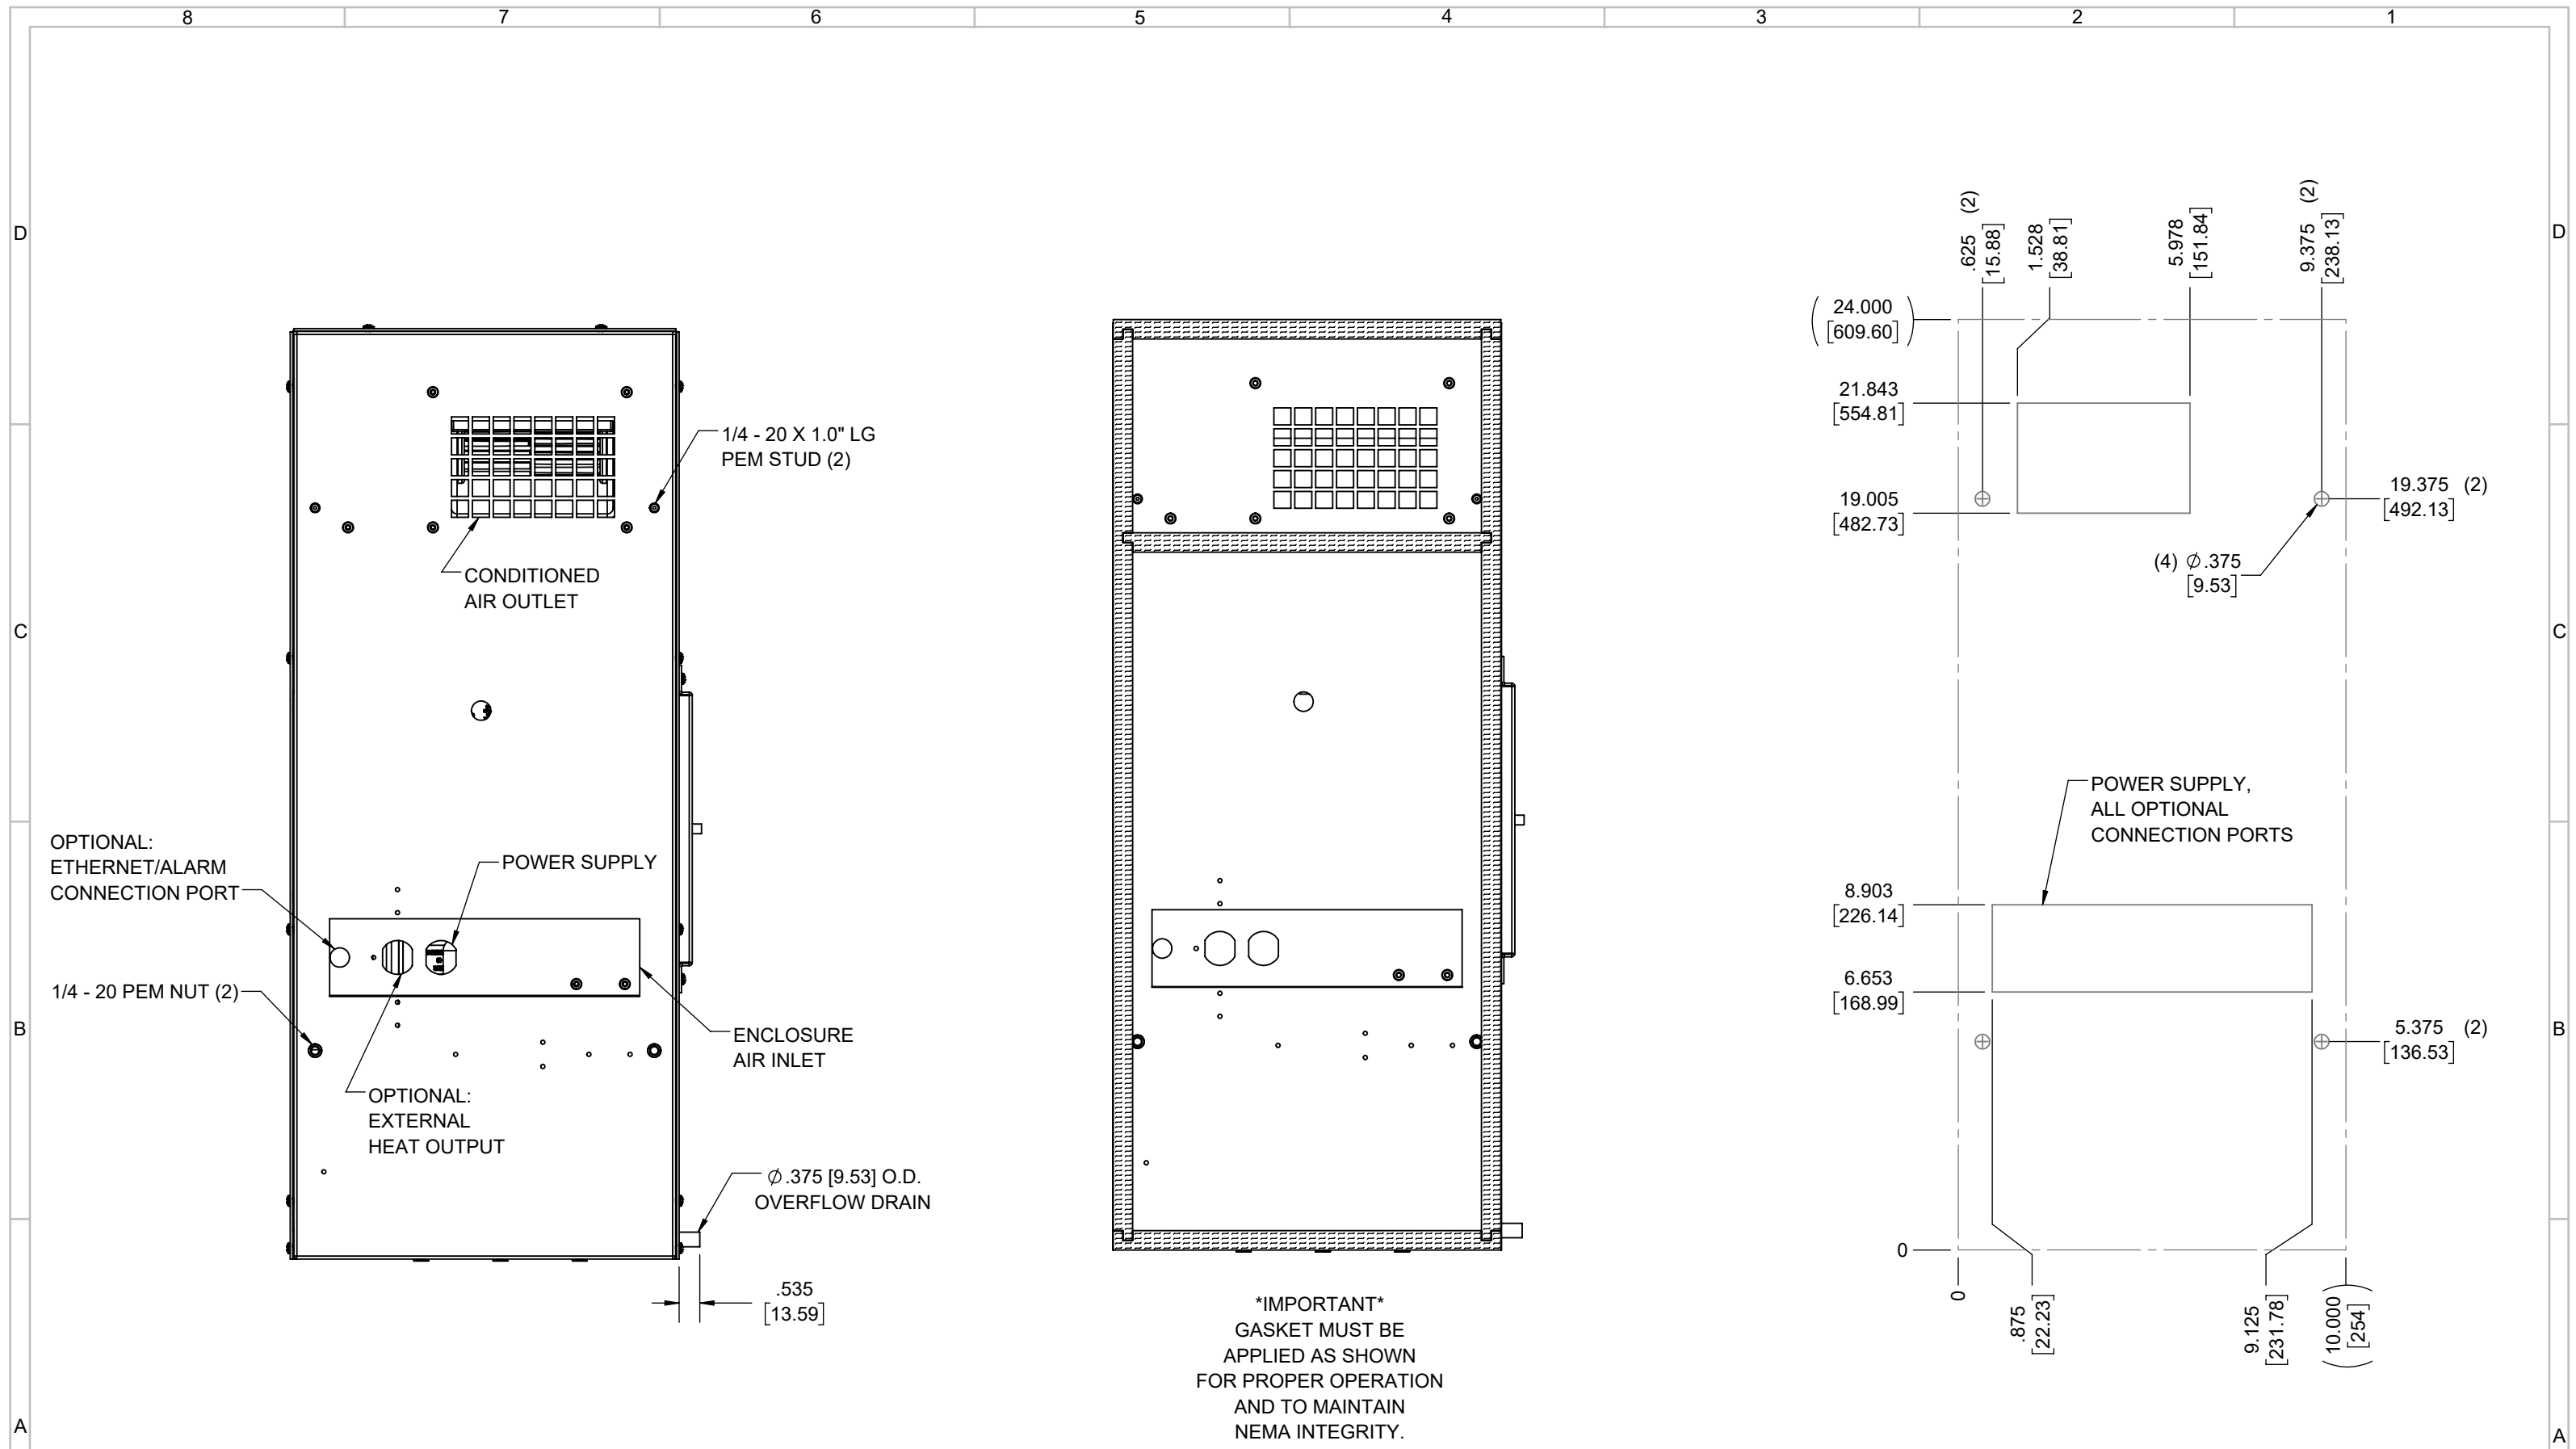 8 7 6 5 4 3 2 1
D
D
C
C
B
B
A
A
1/4 - 20 X 1.0" LG
PEM STUD (2)
CONDITIONED
AIR OUTLET
OPTIONAL:
ETHERNET/ALARM
CONNECTION PORT
POWER SUPPLY
1/4 - 20 PEM NUT (2)
ENCLOSURE
AIR INLET
OPTIONAL:
EXTERNAL
HEAT OUTPUT
Ø.375 [9.53] O.D.
OVERFLOW DRAIN
.535
[13.59]
*IMPORTANT*
GASKET MUST BE
APPLIED AS SHOWN
FOR PROPER OPERATION
AND TO MAINTAIN
NEMA INTEGRITY.
.625 (2)
[15.88]
1.528
[38.81]
5.978
[151.84]
9.375 (2)
[238.13]
(24.000
[609.60])
21.843
[554.81]
19.005
[482.73]
19.375 (2)
[492.13]
(4) Ø.375
[9.53]
POWER SUPPLY,
ALL OPTIONAL
CONNECTION PORTS
8.903
[226.14]
6.653
[168.99]
5.375 (2)
[136.53]
0
0
.875
[22.23]
9.125
[231.78]
(10.000
[254])